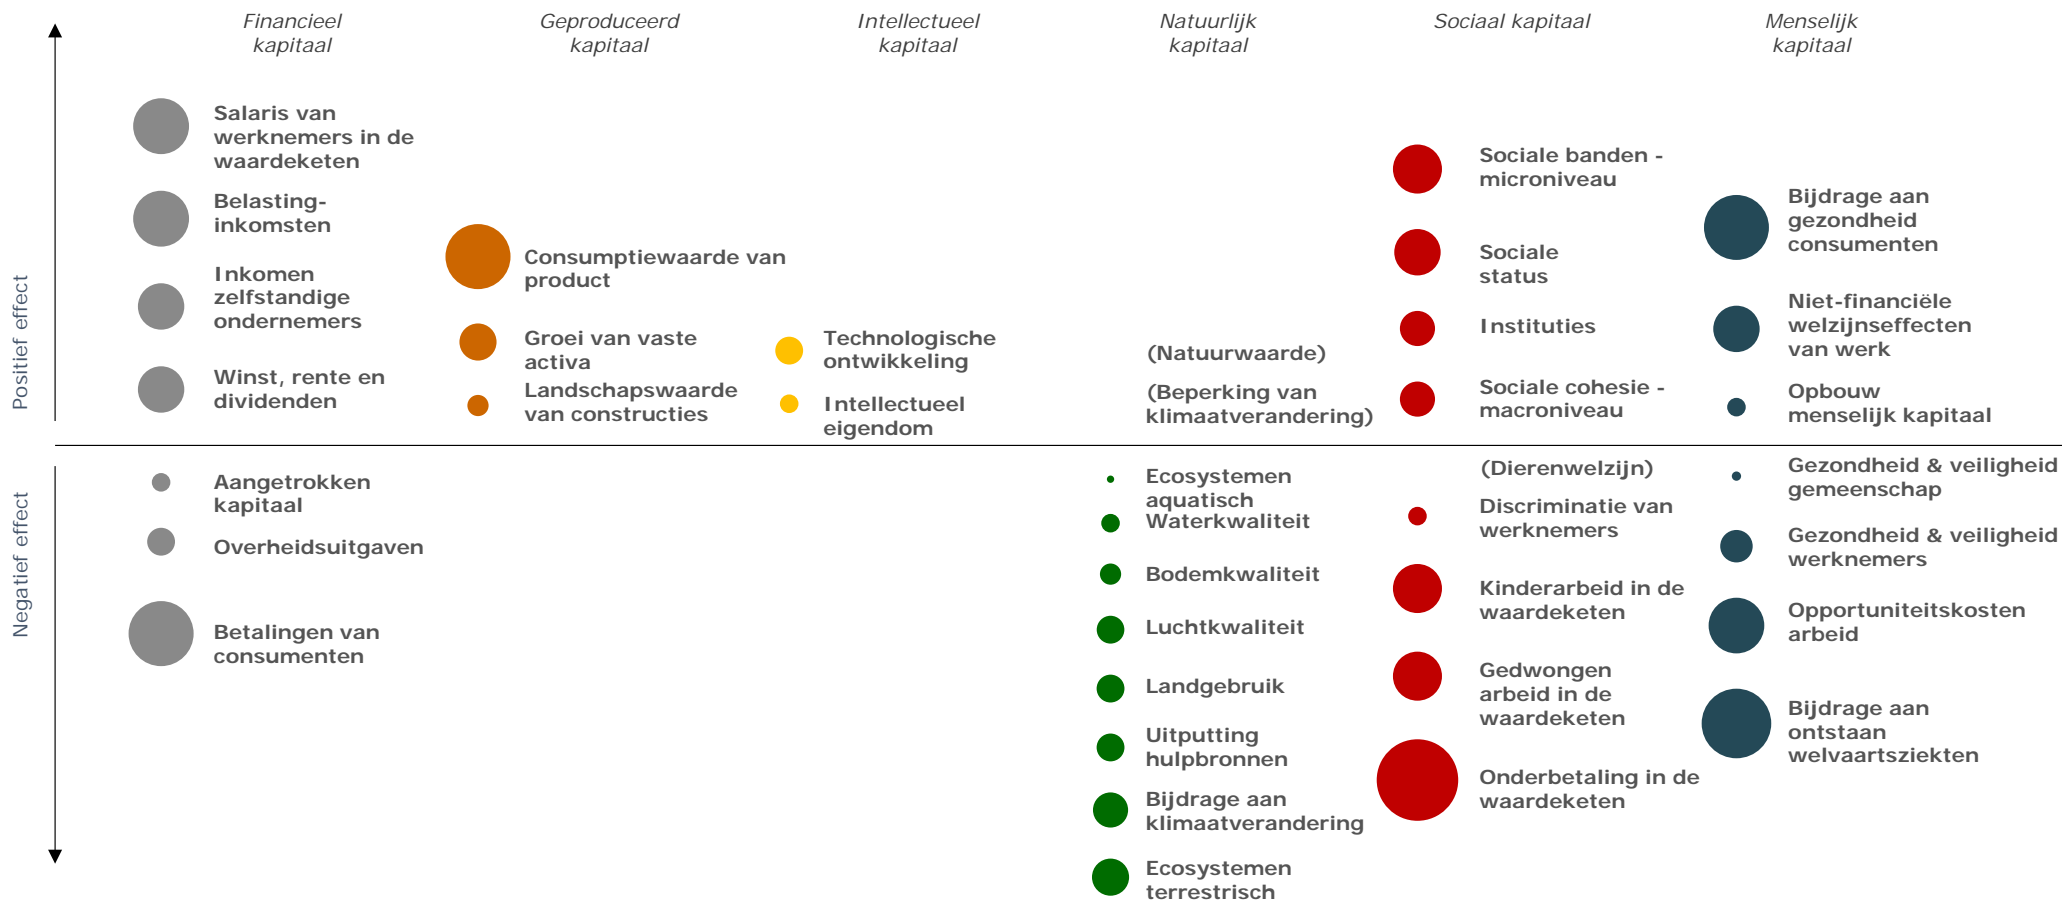 Financieel
kapitaal
Geproduceerd
kapitaal
Intellectueel
kapitaal
Natuurlijk
kapitaal
Sociaal kapitaal
Menselijk
kapitaal
Positief effect
Salaris van
werknemers in de
waardeketen
Belasting-
inkomsten
Inkomen
zelfstandige
ondernemers
Winst, rente en
dividenden
Consumptiewaarde van
product
Groei van vaste
activa
Landschapswaarde
van constructies
Technologische
ontwikkeling
Intellectueel
eigendom
(Natuurwaarde)
(Beperking van
klimaatverandering)
Sociale banden -
microniveau
Sociale
status
Instituties
Sociale cohesie -
macroniveau
Bijdrage aan
gezondheid
consumenten
Niet-financiële
welzijnseffecten
van werk
Opbouw
menselijk kapitaal
Negatief effect
Aangetrokken
kapitaal
Overheidsuitgaven
Betalingen van
consumenten
Ecosystemen
aquatisch
Waterkwaliteit
Bodemkwaliteit
Luchtkwaliteit
Landgebruik
Uitputting
hulpbronnen
Bijdrage aan
klimaatverandering
Ecosystemen
terrestrisch
(Dierenwelzijn)
Discriminatie van
werknemers
Kinderarbeid in de
waardeketen
Gedwongen
arbeid in de
waardeketen
Onderbetaling in de
waardeketen
Gezondheid & veiligheid
gemeenschap
Gezondheid & veiligheid
werknemers
Opportuniteitskosten
arbeid
Bijdrage aan
ontstaan
welvaartsziekten